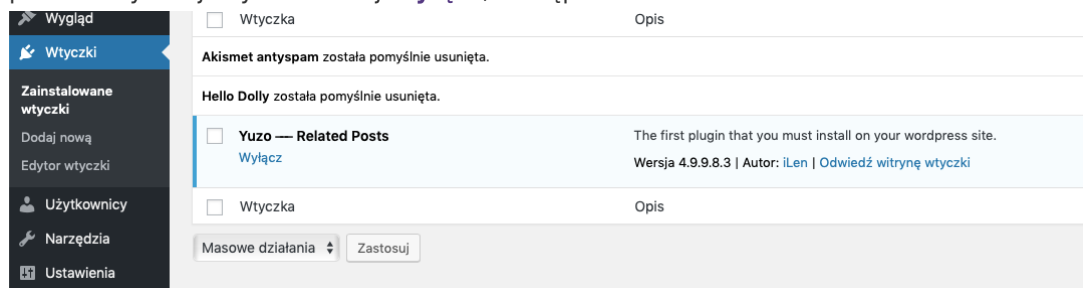 Wygląd
Wtyczki
Zainstalowane
wtyczki
Dodaj nową
Edytor wtyczki
Użytkownicy
Narzędzia
Ustawienia
Wtyczka Opis
Akismet antyspam została pomyślnie usunięta.
Hello Dolly została pomyślnie usunięta.
Yuzo — Related Posts The first plugin that you must install on your wordpress site.
Wyłącz Wersja 4.9.9.8.3 | Autor: iLen | Odwiedź witrynę wtyczki
Wtyczka Opis
Masowe działania Zastosuj